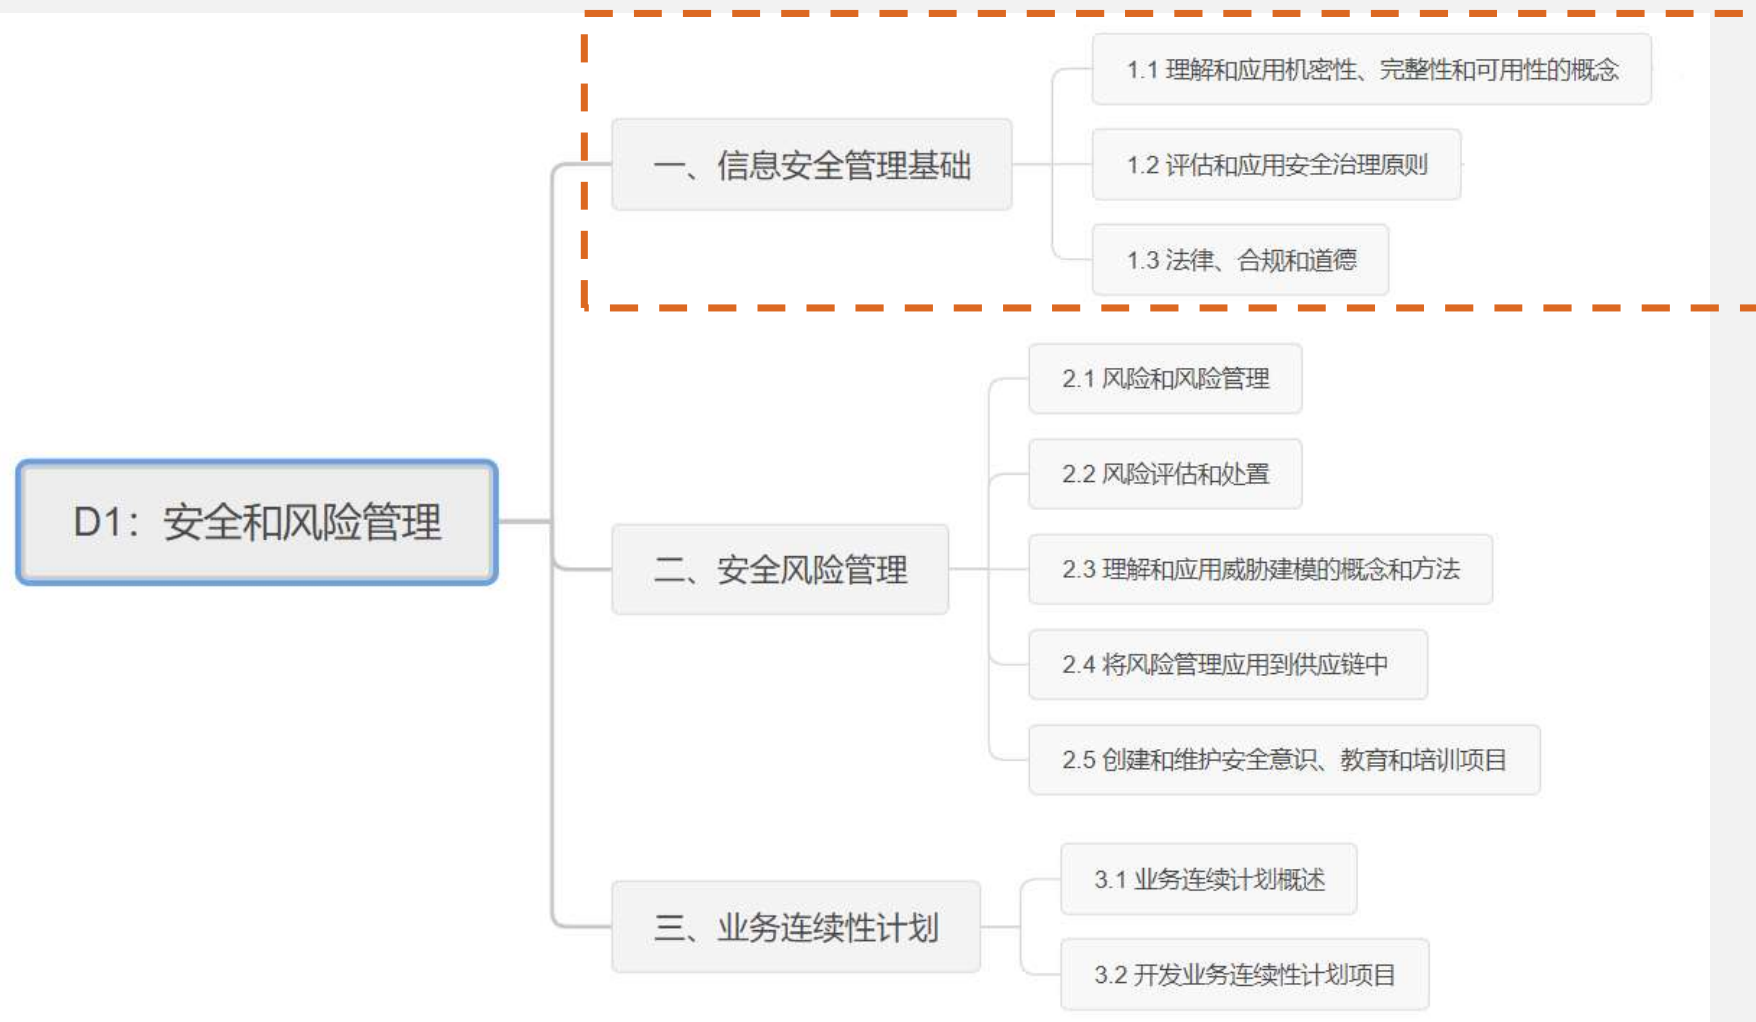 D1：安全和风险管理
一、信息安全管理基础
1.1 理解和应用机密性、完整性和可用性的概念
1.2 评估和应用安全治理原则
1.3 法律、合规和道德
二、安全风险管理
2.1 风险和风险管理
2.2 风险评估和处置
2.3 理解和应用威胁建模的概念和方法
2.4 将风险管理应用到供应链中
2.5 创建和维护安全意识、教育和培训项目
三、业务连续性计划
3.1 业务连续计划概述
3.2 开发业务连续性计划项目